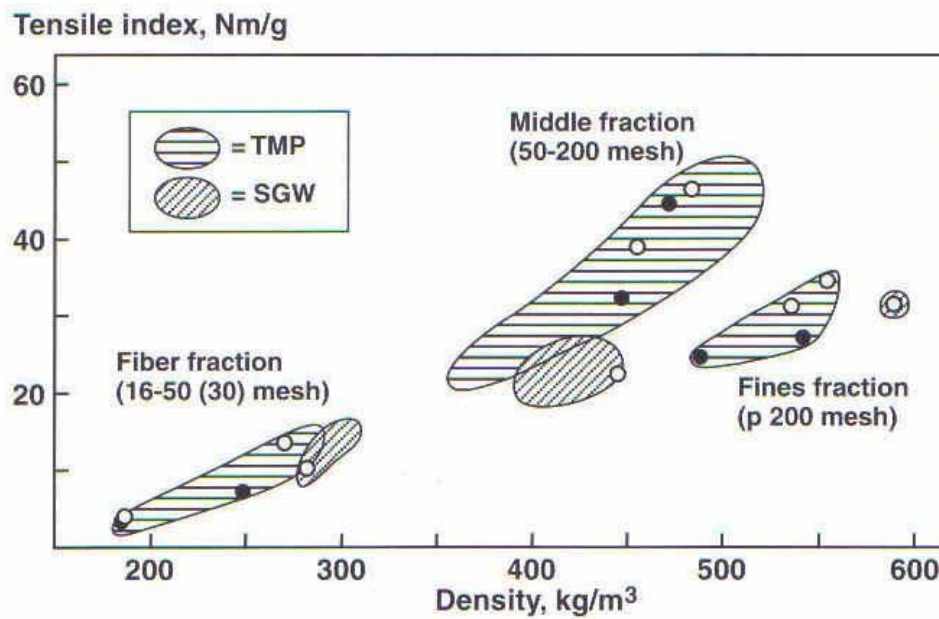 Tensile index, Nm/g
60
40
20
= TMP
= SGW
Middle fraction
(50-200 mesh)
Fiber fraction
(16-50 (30) mesh)
Fines fraction
(p 200 mesh)
200
300
400
500
600
Density, kg/m³